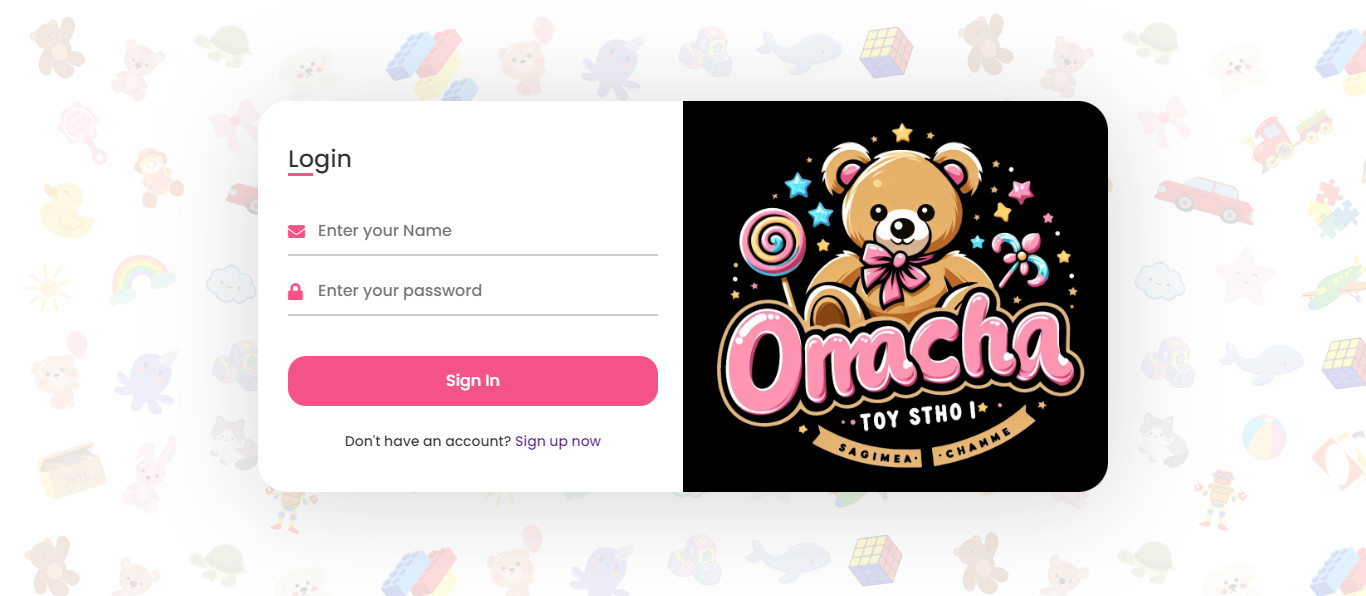 Login
Enter your Name
Enter your password
Sign In
Don't have an account? Sign up now
Orracha
TOY STHO I
SAGIMEA· ·CHAMME